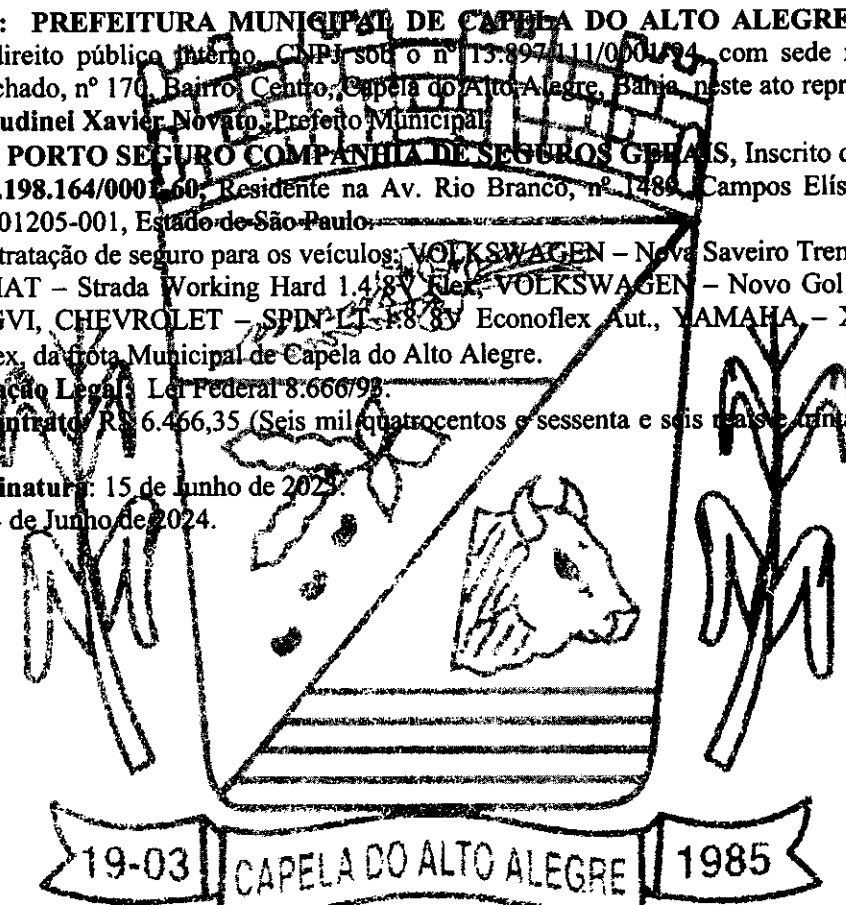 : PREFEITURA MUNICIPAL DE CAPELA DO ALTO ALEGRE
direito público interno, CNPJ sob o nº 13.897.111/0001-94, com sede
chado, nº 170, Bairro: Centro, Capela do Alto Alegre, Bahia, neste ato repr
udinei Xavier Novato, Prefeito Municipal.
PORTO SEGURO COMPANHIA DE SEGUROS GERAIS, Inscrito
.198.164/0001-60, Residente na Av. Rio Branco, nº 1489, Campos Elís
01205-001, Estado de São Paulo.
tratação de seguro para os veículos: VOLKSWAGEN – Nova Saveiro Tren
IAT – Strada Working Hard 1.4 8V Flex, VOLKSWAGEN – Novo Gol
GVI, CHEVROLET – SPIN LT 1.8 8V Econoflex Aut., YAMAHA – X
ex, da frota Municipal de Capela do Alto Alegre.
ação Legal: Lei Federal 8.666/93.
ntrato: R$ 6.466,35 (Seis mil quatrocentos e sessenta e seis reais e trinta
inatura: 15 de Junho de 2023.
de Junho de 2024.
19-03 CAPELA DO ALTO ALEGRE 1985